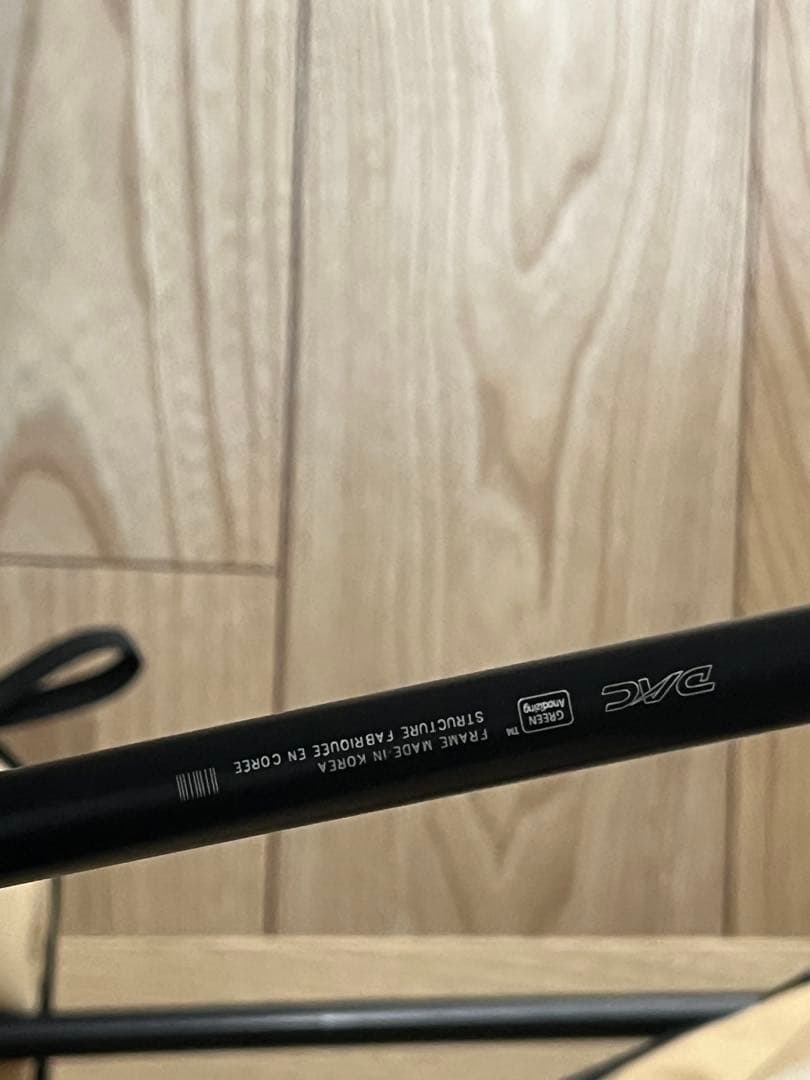 DAC
GREEN
Anodizing
™
FRAME MADE IN KOREA
STRUCTURE FABRIQUEE EN COREE